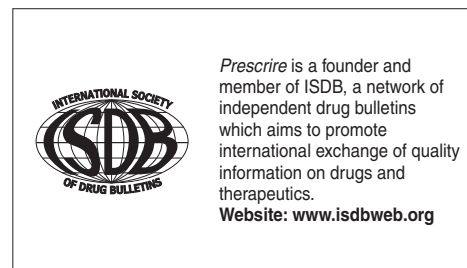 INTERNATIONAL SOCIETY
ISDB
OF DRUG BULLETINS
Prescrire is a founder and
member of ISDB, a network of
independent drug bulletins
which aims to promote
international exchange of quality
information on drugs and
therapeutics.
Website: www.isdbweb.org